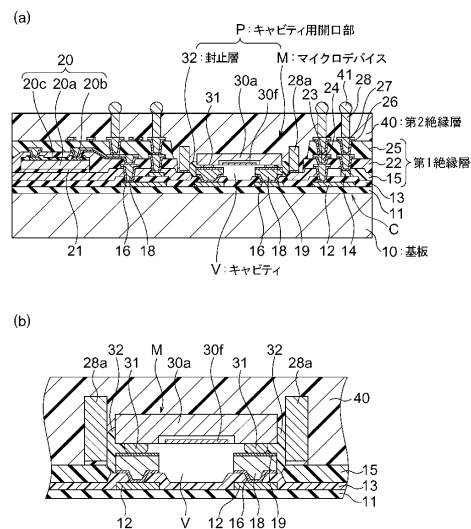 (a)
P:キャビティ用開口部
20
32:封止層
M:マイクロデバイス
20c 20a 20b
30a
28a
41
31
30f
23
24
28
27
26
40:第2絶縁層
25
22
15
第1絶縁層
13
11
C
16 18
16 18 19 12 14
21
V:キャビティ
10:基板
(b)
32
M
30a
30f
32
28a
31
31
28a
40
15
13
11
12
V
12 16 18 19